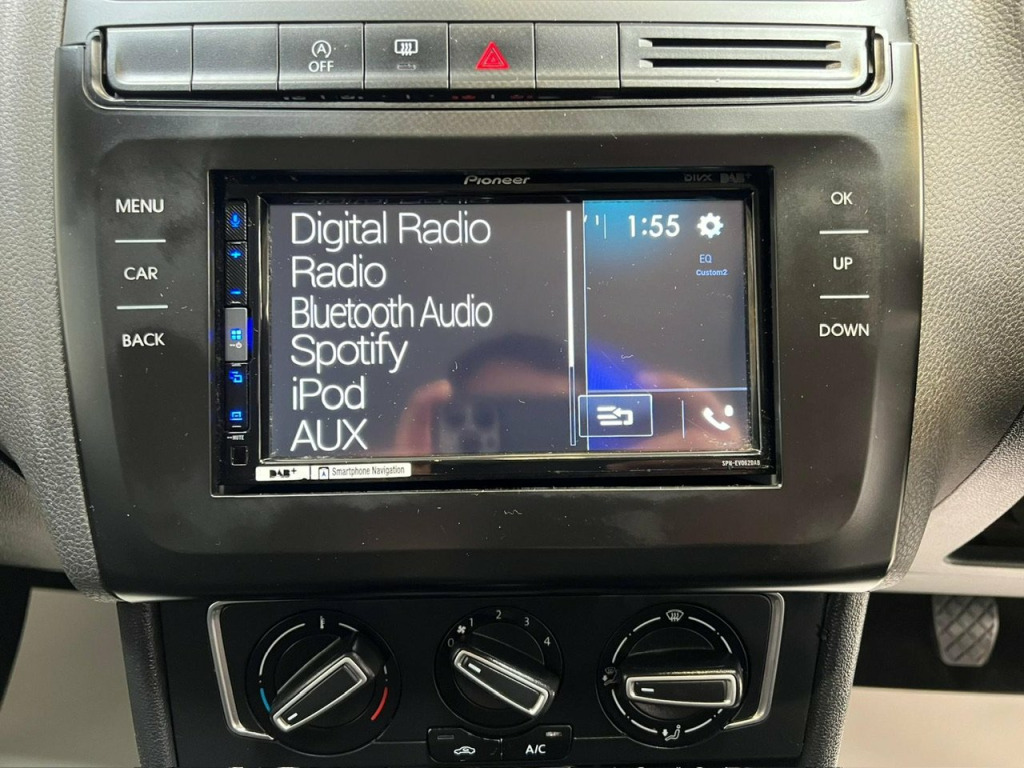 A
OFF
Pioneer
DIVX DAB+
MENU
CAR
BACK
OK
UP
DOWN
Digital Radio
Radio
Bluetooth Audio
Spotify
iPod
AUX
1:55
EQ
Custom2
MUTE
DAB+
Smartphone Navigation
0 1 2 3 4
A/C